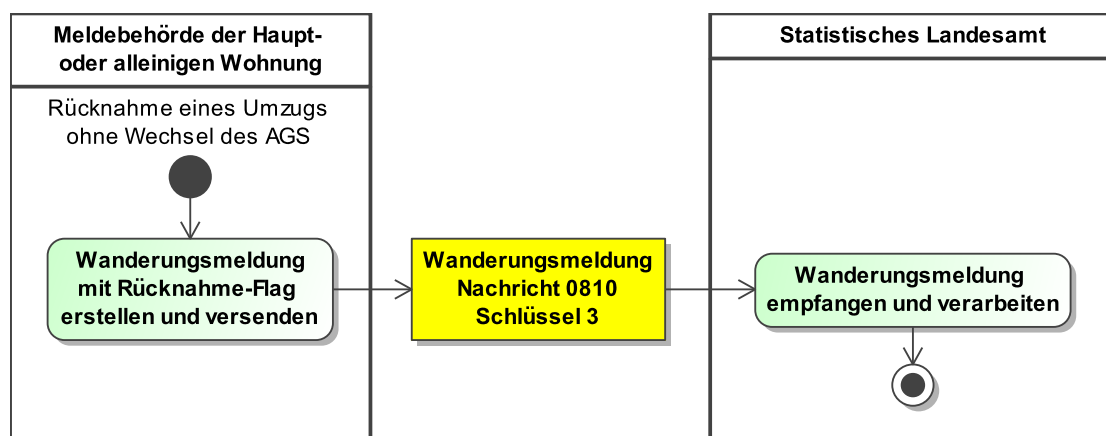 Meldebehörde der Haupt-
oder alleinigen Wohnung
Statistisches Landesamt
Rücknahme eines Umzugs
ohne Wechsel des AGS
Wanderungsmeldung
mit Rücknahme-Flag
erstellen und versenden
Wanderungsmeldung
Nachricht 0810
Schlüssel 3
Wanderungsmeldung
empfangen und verarbeiten